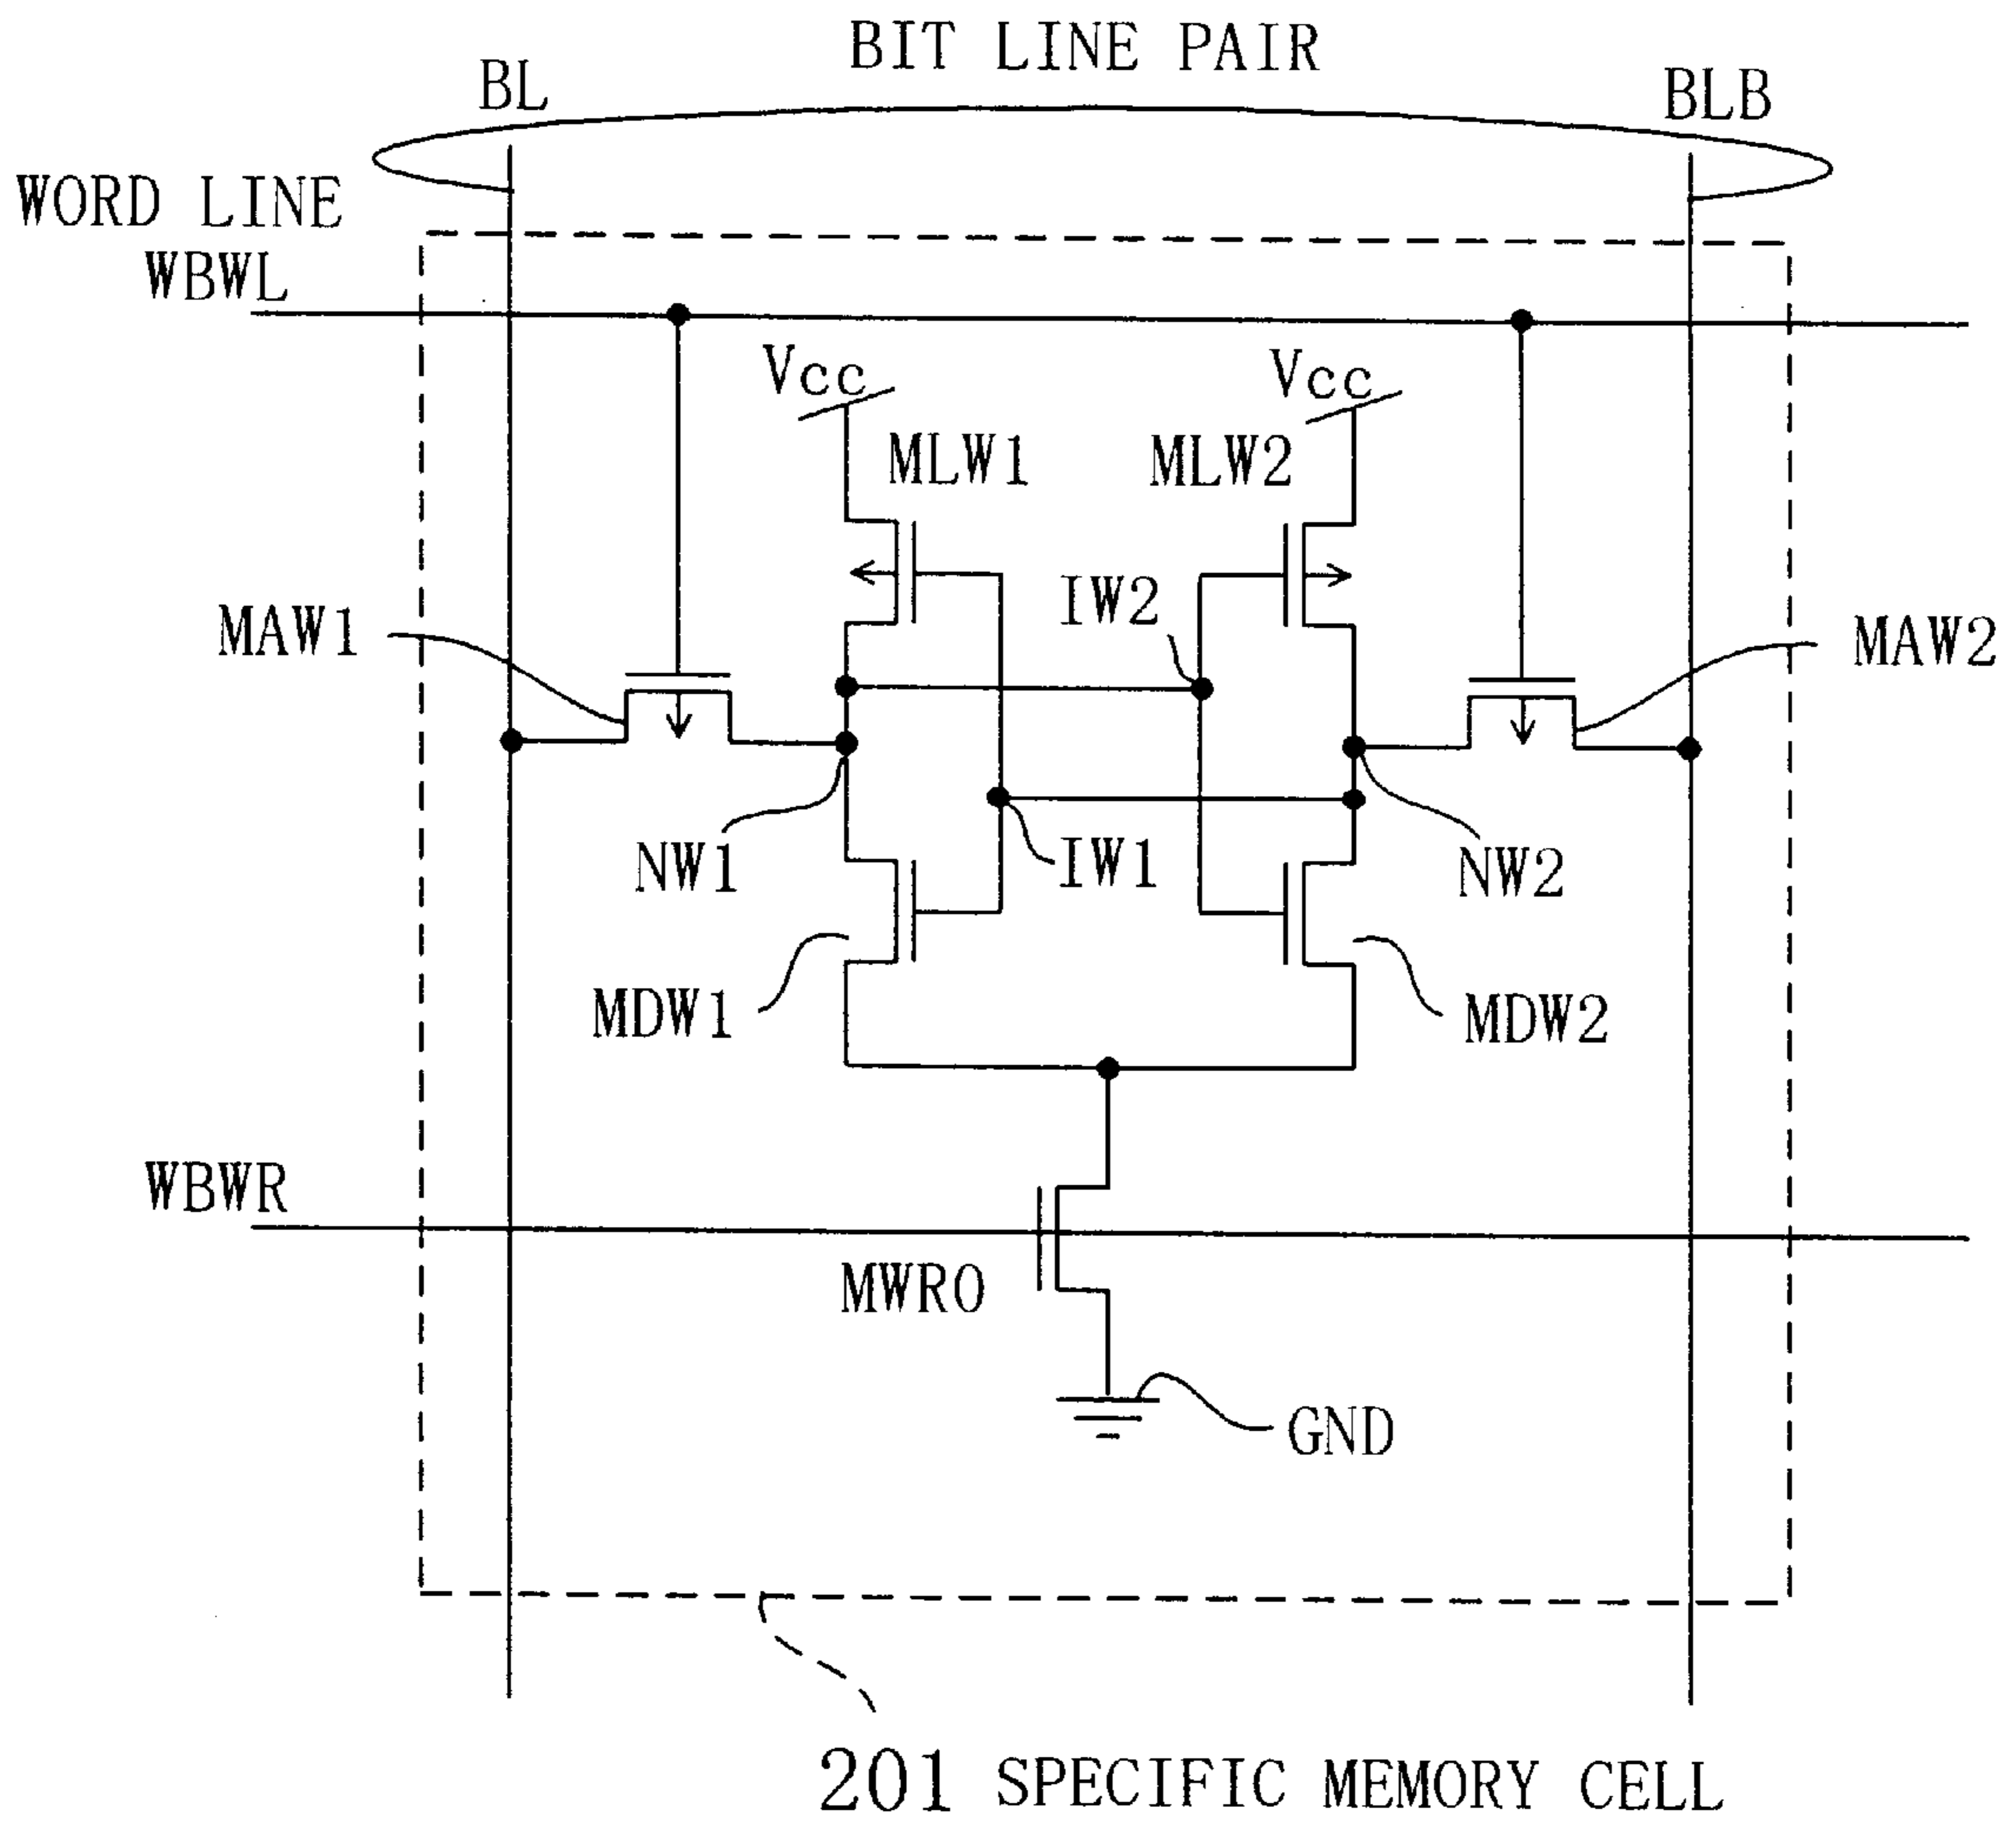 BIT LINE PAIR
BL
BLB
WORD LINE
WBWL
Vcc
Vcc
MLW1
MLW2
IW2
MAW1
MAW2
NW1
IW1
NW2
MDW1
MDW2
WBWR
MWRO
GND
201 SPECIFIC MEMORY CELL